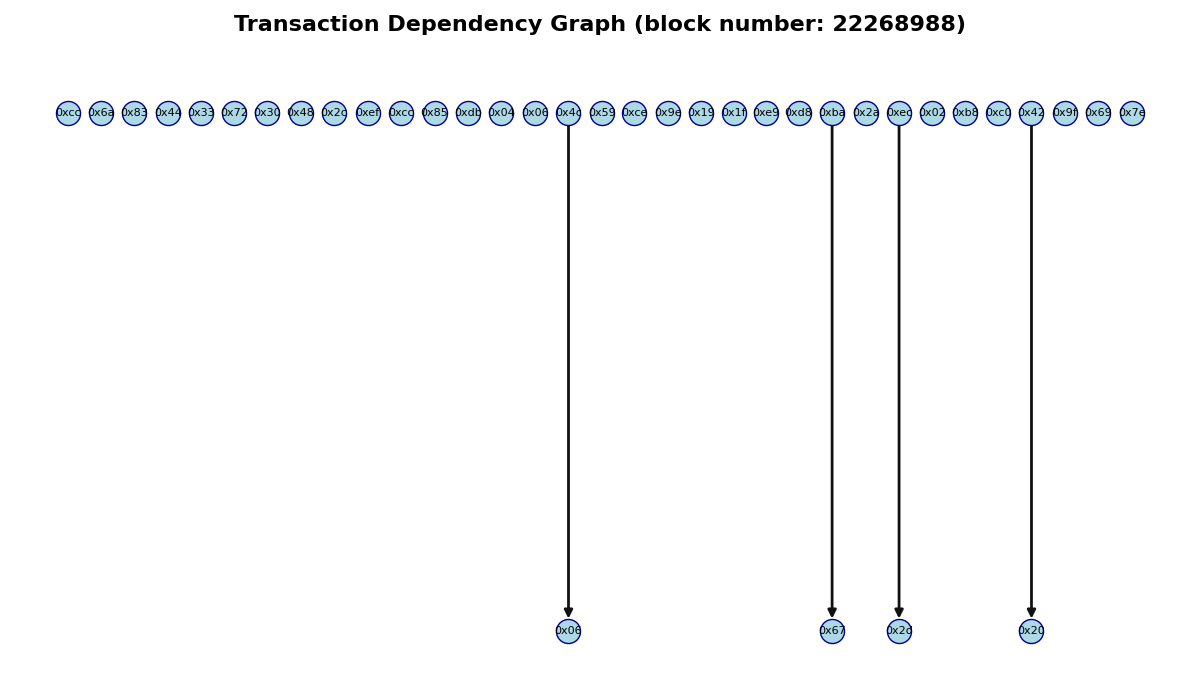 Transaction Dependency Graph (block number: 22268988)
0xcc 0x6a 0x83 0x44 0x33 0x72 0x30 0x48 0x2c 0xef 0xcc 0x85 0xdb 0x04 0x06 0x4c 0x59 0xce 0x9e 0x19 0x1f 0xe9 0xd8 0xba 0x2a 0xec 0x02 0xb8 0xc0 0x42 0x9f 0x69 0x7e
0x06 0x67 0x2d 0x20